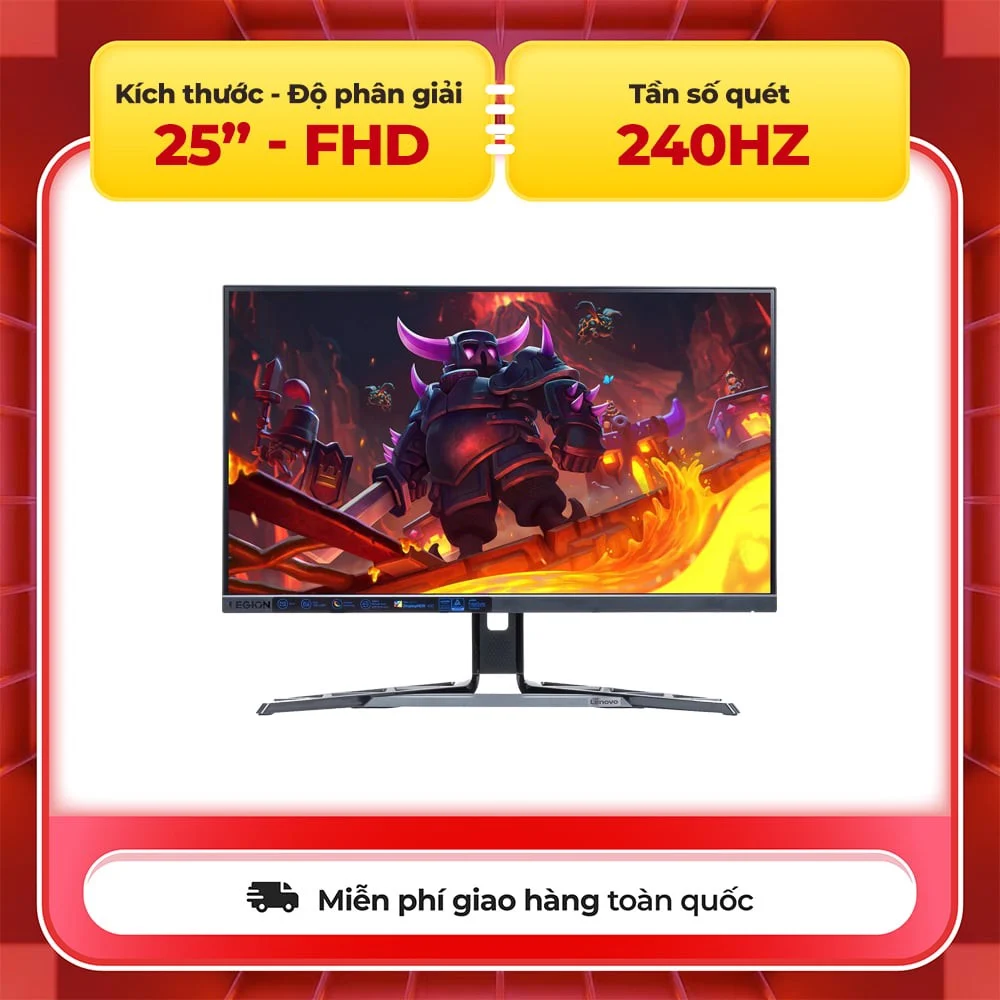 Kích thước - Độ phân giải
25” - FHD
Tần số quét
240HZ
LEGION
Lenovo
Miễn phí giao hàng toàn quốc